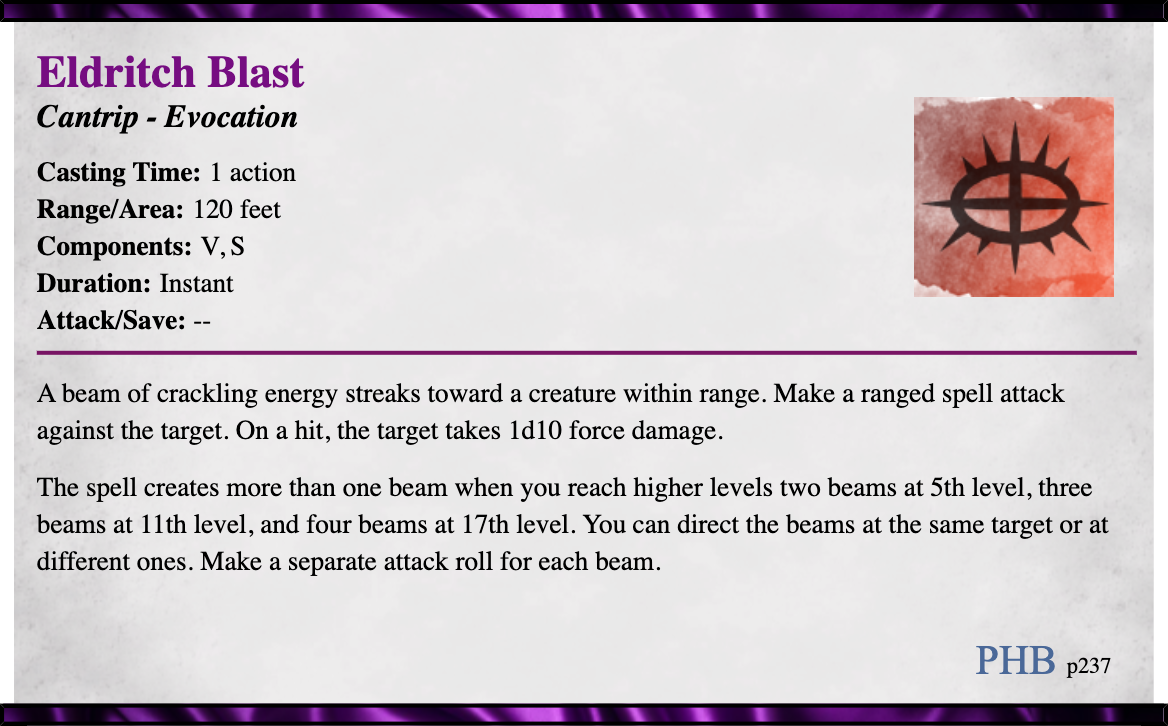 Eldritch Blast
Cantrip - Evocation
Casting Time: 1 action
Range/Area: 120 feet
Components: V, S
Duration: Instant
Attack/Save: --
A beam of crackling energy streaks toward a creature within range. Make a ranged spell attack
against the target. On a hit, the target takes 1d10 force damage.
The spell creates more than one beam when you reach higher levels two beams at 5th level, three
beams at 11th level, and four beams at 17th level. You can direct the beams at the same target or at
different ones. Make a separate attack roll for each beam.
PHB p237